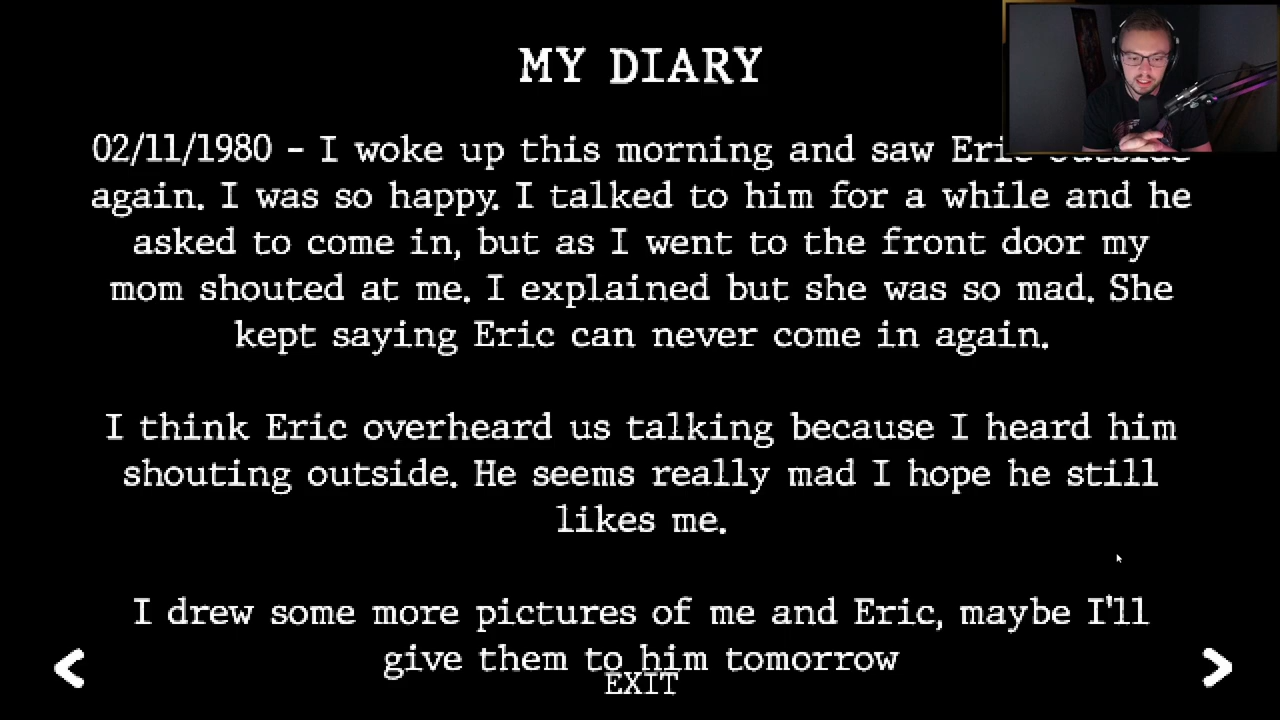 MY DIARY
02/11/1980 - I woke up this morning and saw Eric outside
again. I was so happy. I talked to him for a while and he
asked to come in, but as I went to the front door my
mom shouted at me. I explained but she was so mad. She
kept saying Eric can never come in again.
I think Eric overheard us talking because I heard him
shouting outside. He seems really mad I hope he still
likes me.
I drew some more pictures of me and Eric, maybe I'll
give them to him tomorrow
EXIT